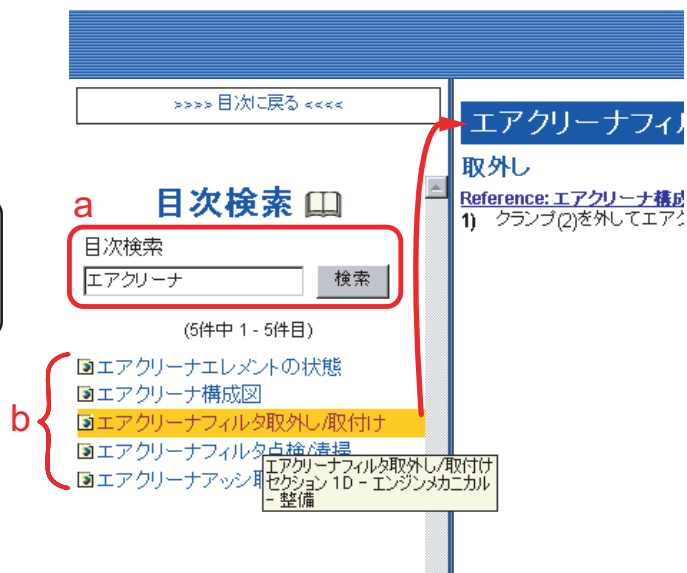 >>>> 目次に戻る <<<<
目次検索
a
目次検索
エアクリーナ
検索
(5件中 1 - 5件目)
b
エアクリーナエレメントの状態
エアクリーナ構成図
エアクリーナフィルタ取外し/取付け
エアクリーナフィルタ点検/清掃
エアクリーナアッシ
エアクリーナフィルタ取外し/取付け
セクション 1D - エンジンメカニカル
- 整備
エアクリーナフィル
取外し
Reference: エアクリーナ構成
1) クランプ(2)を外してエアク